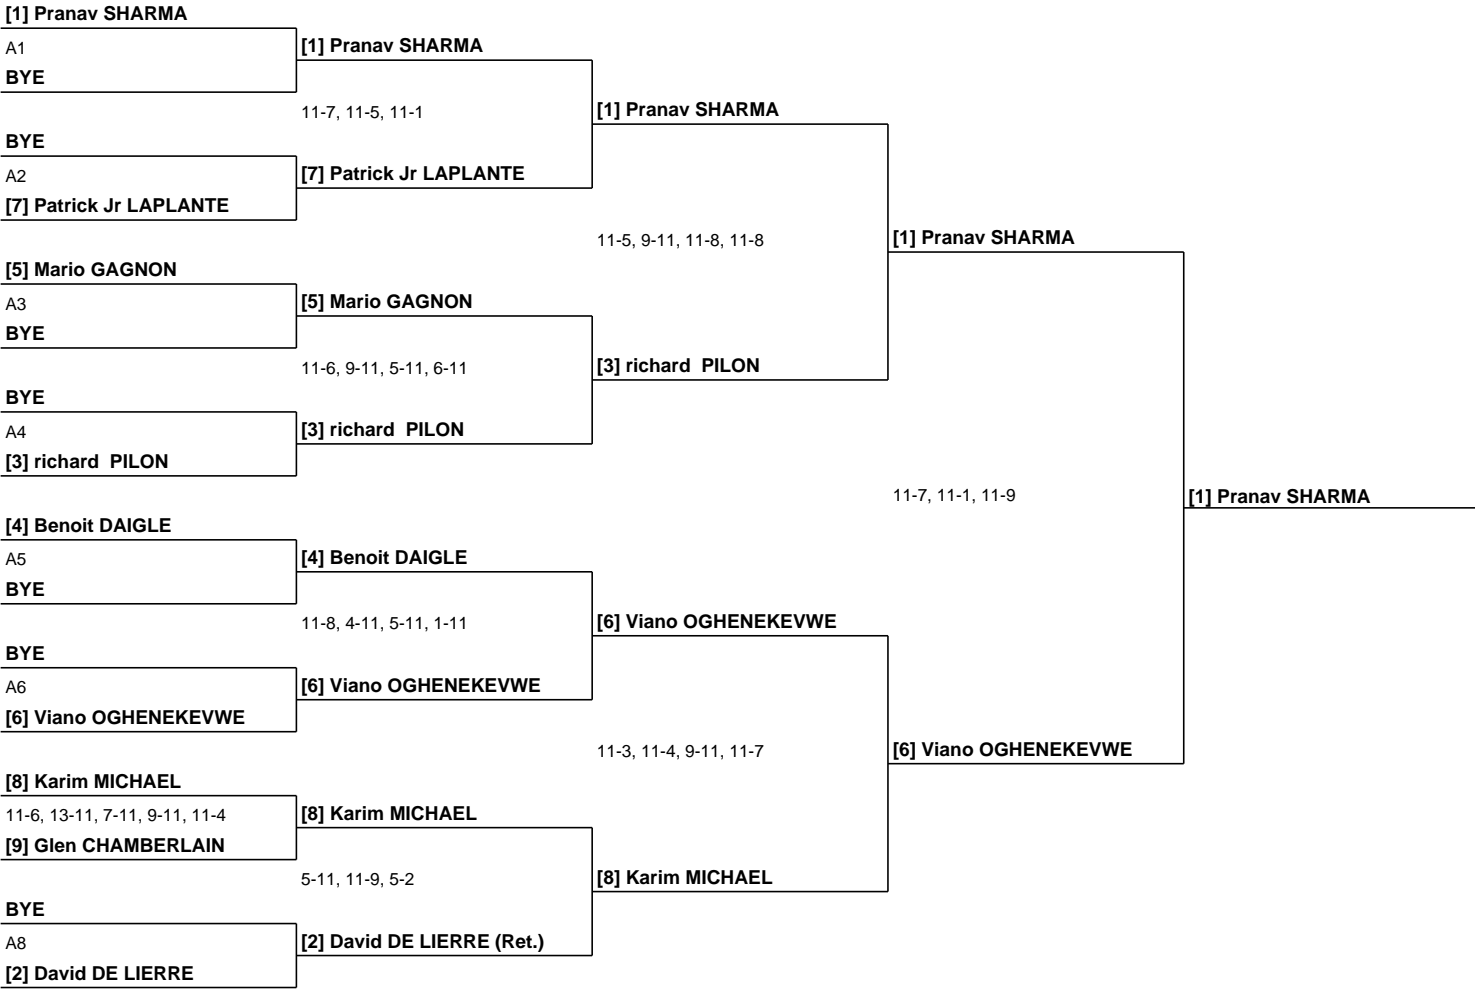 [1] Pranav SHARMA
A1
BYE
[1] Pranav SHARMA
11-7, 11-5, 11-1
BYE
A2
[7] Patrick Jr LAPLANTE
[7] Patrick Jr LAPLANTE
[1] Pranav SHARMA
11-5, 9-11, 11-8, 11-8
[5] Mario GAGNON
A3
BYE
[5] Mario GAGNON
11-6, 9-11, 5-11, 6-11
BYE
A4
[3] richard  PILON
[3] richard  PILON
[3] richard  PILON
[1] Pranav SHARMA
11-7, 11-1, 11-9
[1] Pranav SHARMA
[4] Benoit DAIGLE
A5
BYE
[4] Benoit DAIGLE
11-8, 4-11, 5-11, 1-11
BYE
A6
[6] Viano OGHENEKEVWE
[6] Viano OGHENEKEVWE
[6] Viano OGHENEKEVWE
11-3, 11-4, 9-11, 11-7
[6] Viano OGHENEKEVWE
[8] Karim MICHAEL
11-6, 13-11, 7-11, 9-11, 11-4
[9] Glen CHAMBERLAIN
[8] Karim MICHAEL
5-11, 11-9, 5-2
[8] Karim MICHAEL
BYE
A8
[2] David DE LIERRE
[2] David DE LIERRE (Ret.)